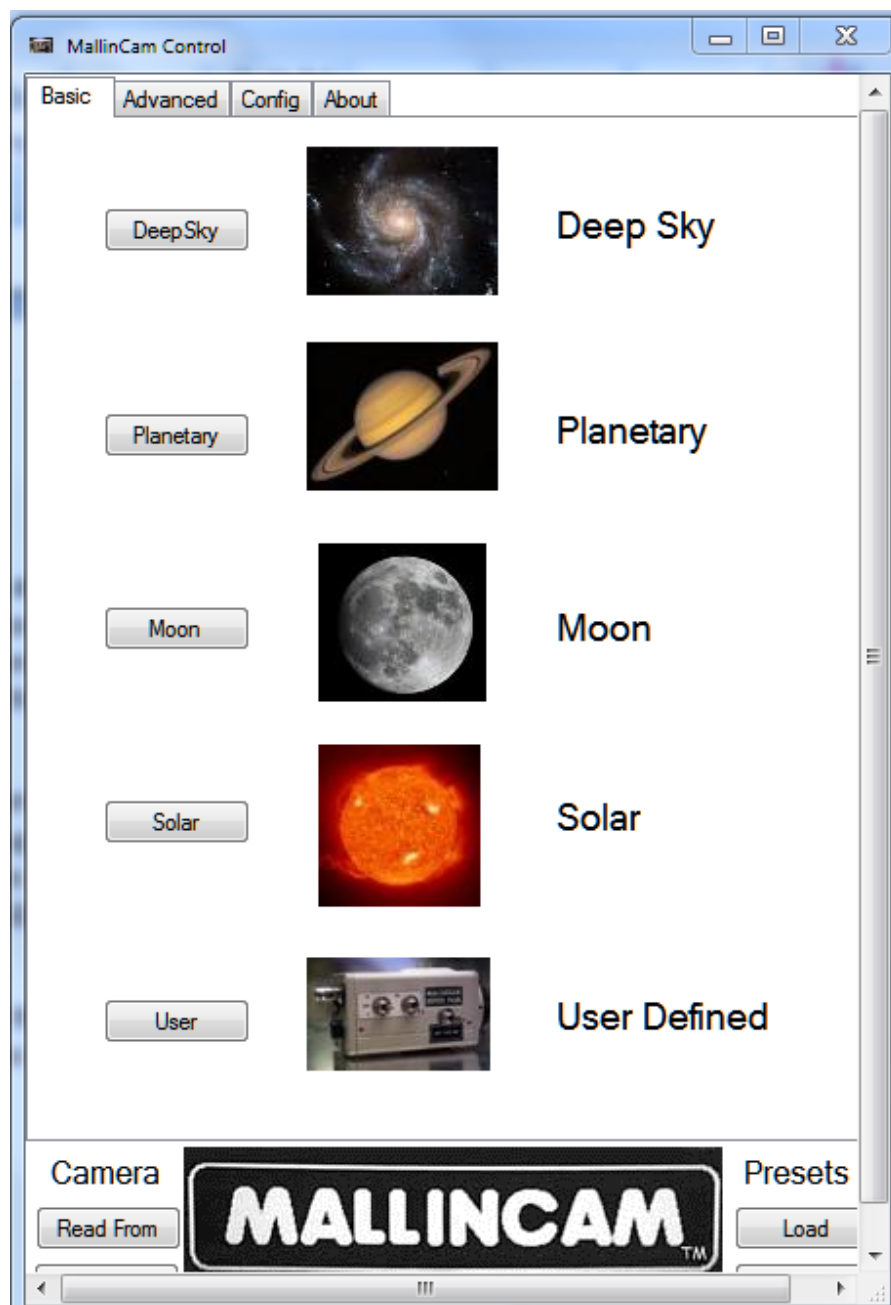 MallinCam Control
Basic Advanced Config About
DeepSky Deep Sky
Planetary Planetary
Moon Moon
Solar Solar
User User Defined
Camera Presets
Read From MALLINCAM TM Load